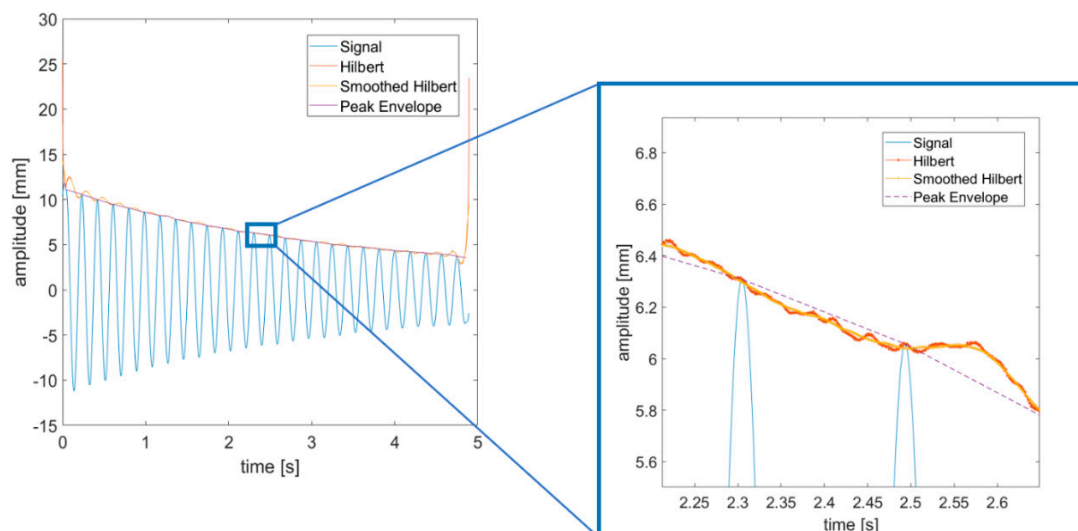 30
25
20
15
10
5
0
-5
-10
-15
amplitude [mm]
Signal
Hilbert
Smoothed Hilbert
Peak Envelope
0 1 2 3 4 5
time [s]
6.8
6.6
6.4
6.2
6
5.8
5.6
amplitude [mm]
Signal
Hilbert
Smoothed Hilbert
Peak Envelope
2.25 2.3 2.35 2.4 2.45 2.5 2.55 2.6
time [s]